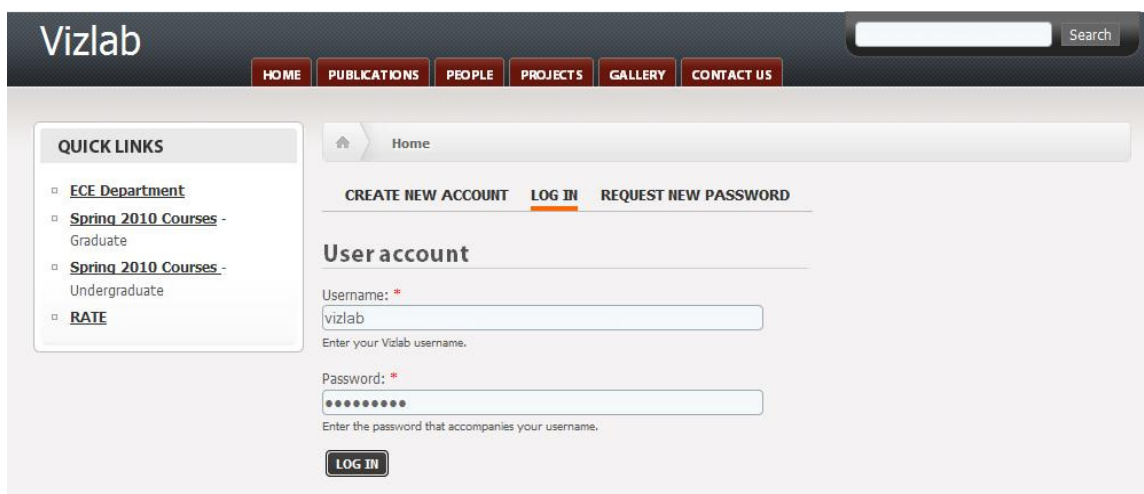 Vizlab
Search
HOME PUBLICATIONS PEOPLE PROJECTS GALLERY CONTACT US
QUICK LINKS
ECE Department
Spring 2010 Courses -
Graduate
Spring 2010 Courses -
Undergraduate
RATE
Home
CREATE NEW ACCOUNT LOG IN REQUEST NEW PASSWORD
User account
Username: *
vizlab
Enter your Vizlab username.
Password: *
•••••••••
Enter the password that accompanies your username.
LOG IN